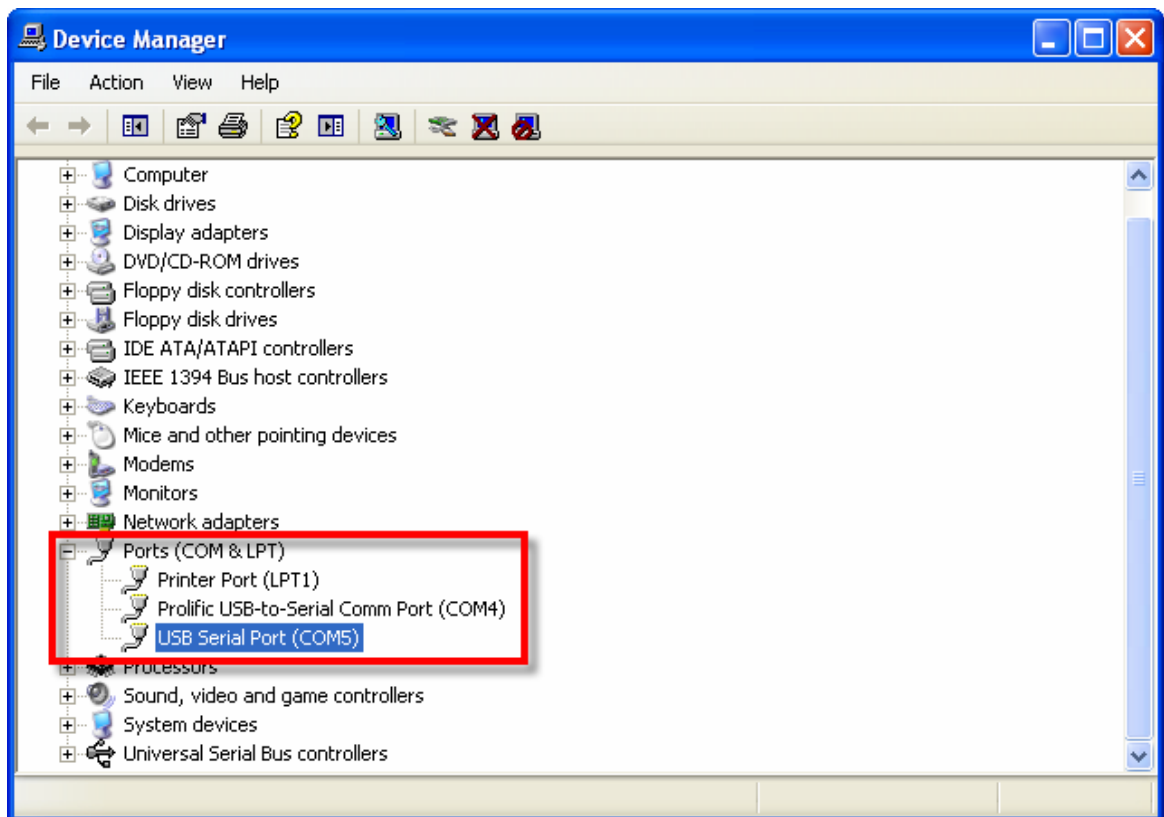 Device Manager
File Action View Help
Computer
Disk drives
Display adapters
DVD/CD-ROM drives
Floppy disk controllers
Floppy disk drives
IDE ATA/ATAPI controllers
IEEE 1394 Bus host controllers
Keyboards
Mice and other pointing devices
Modems
Monitors
Network adapters
Ports (COM & LPT)
Printer Port (LPT1)
Prolific USB-to-Serial Comm Port (COM4)
USB Serial Port (COM5)
Processors
Sound, video and game controllers
System devices
Universal Serial Bus controllers